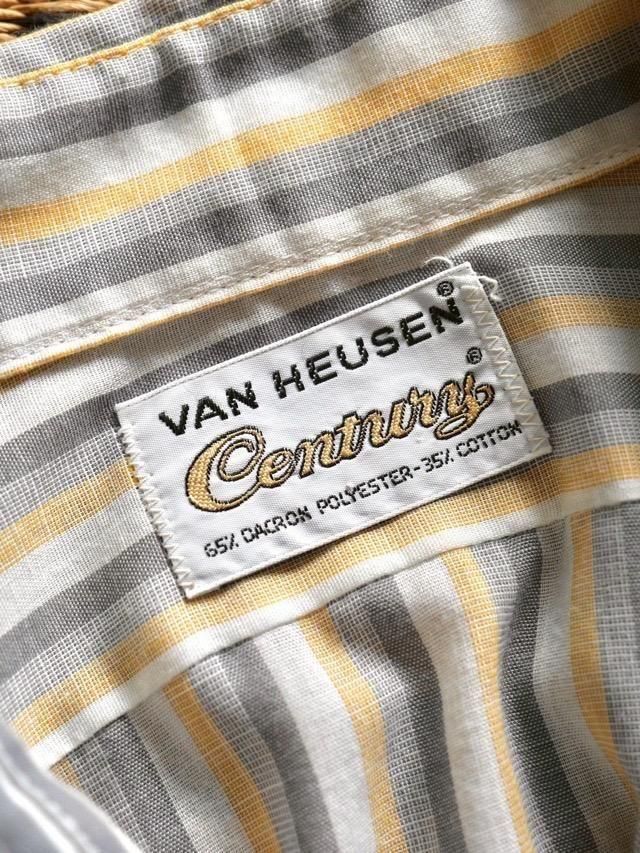 VAN HEUSEN®
Century®
65% DACRON POLYESTER-35% COTTON